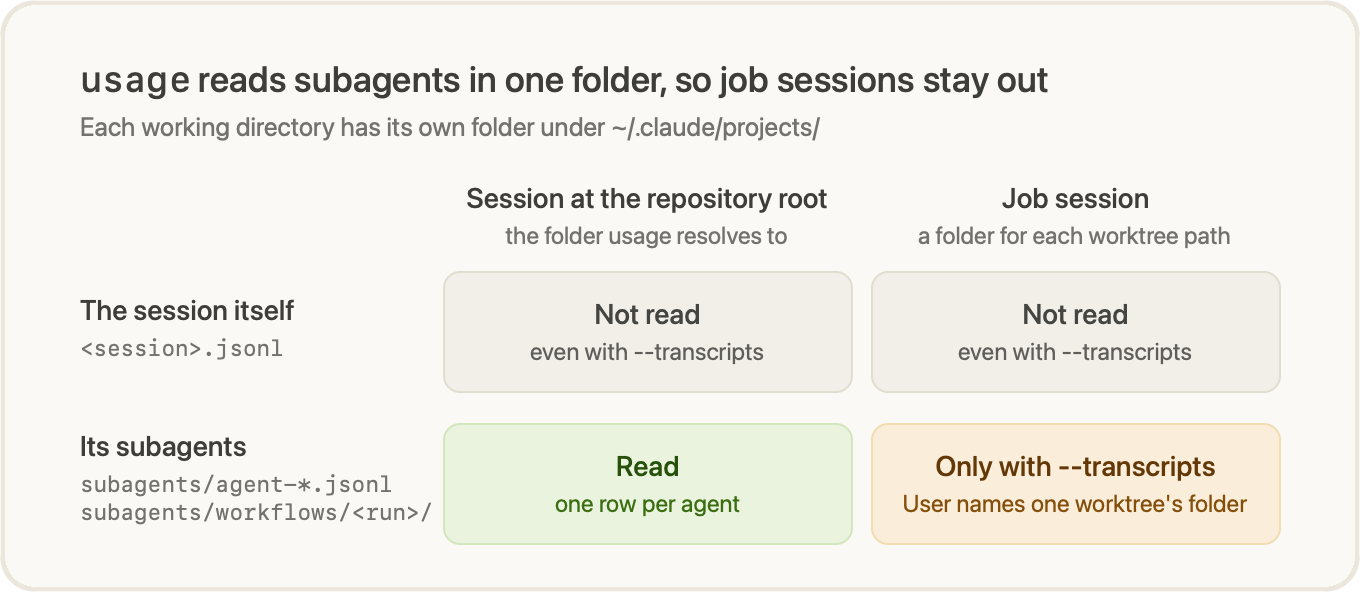 usage reads subagents in one folder, so job sessions stay out
Each working directory has its own folder under ~/.claude/projects/
Session at the repository root
the folder usage resolves to
Job session
a folder for each worktree path
The session itself
<session>.jsonl
Not read
even with --transcripts
Not read
even with --transcripts
Its subagents
subagents/agent-*.jsonl
subagents/workflows/<run>/
Read
one row per agent
Only with --transcripts
User names one worktree's folder